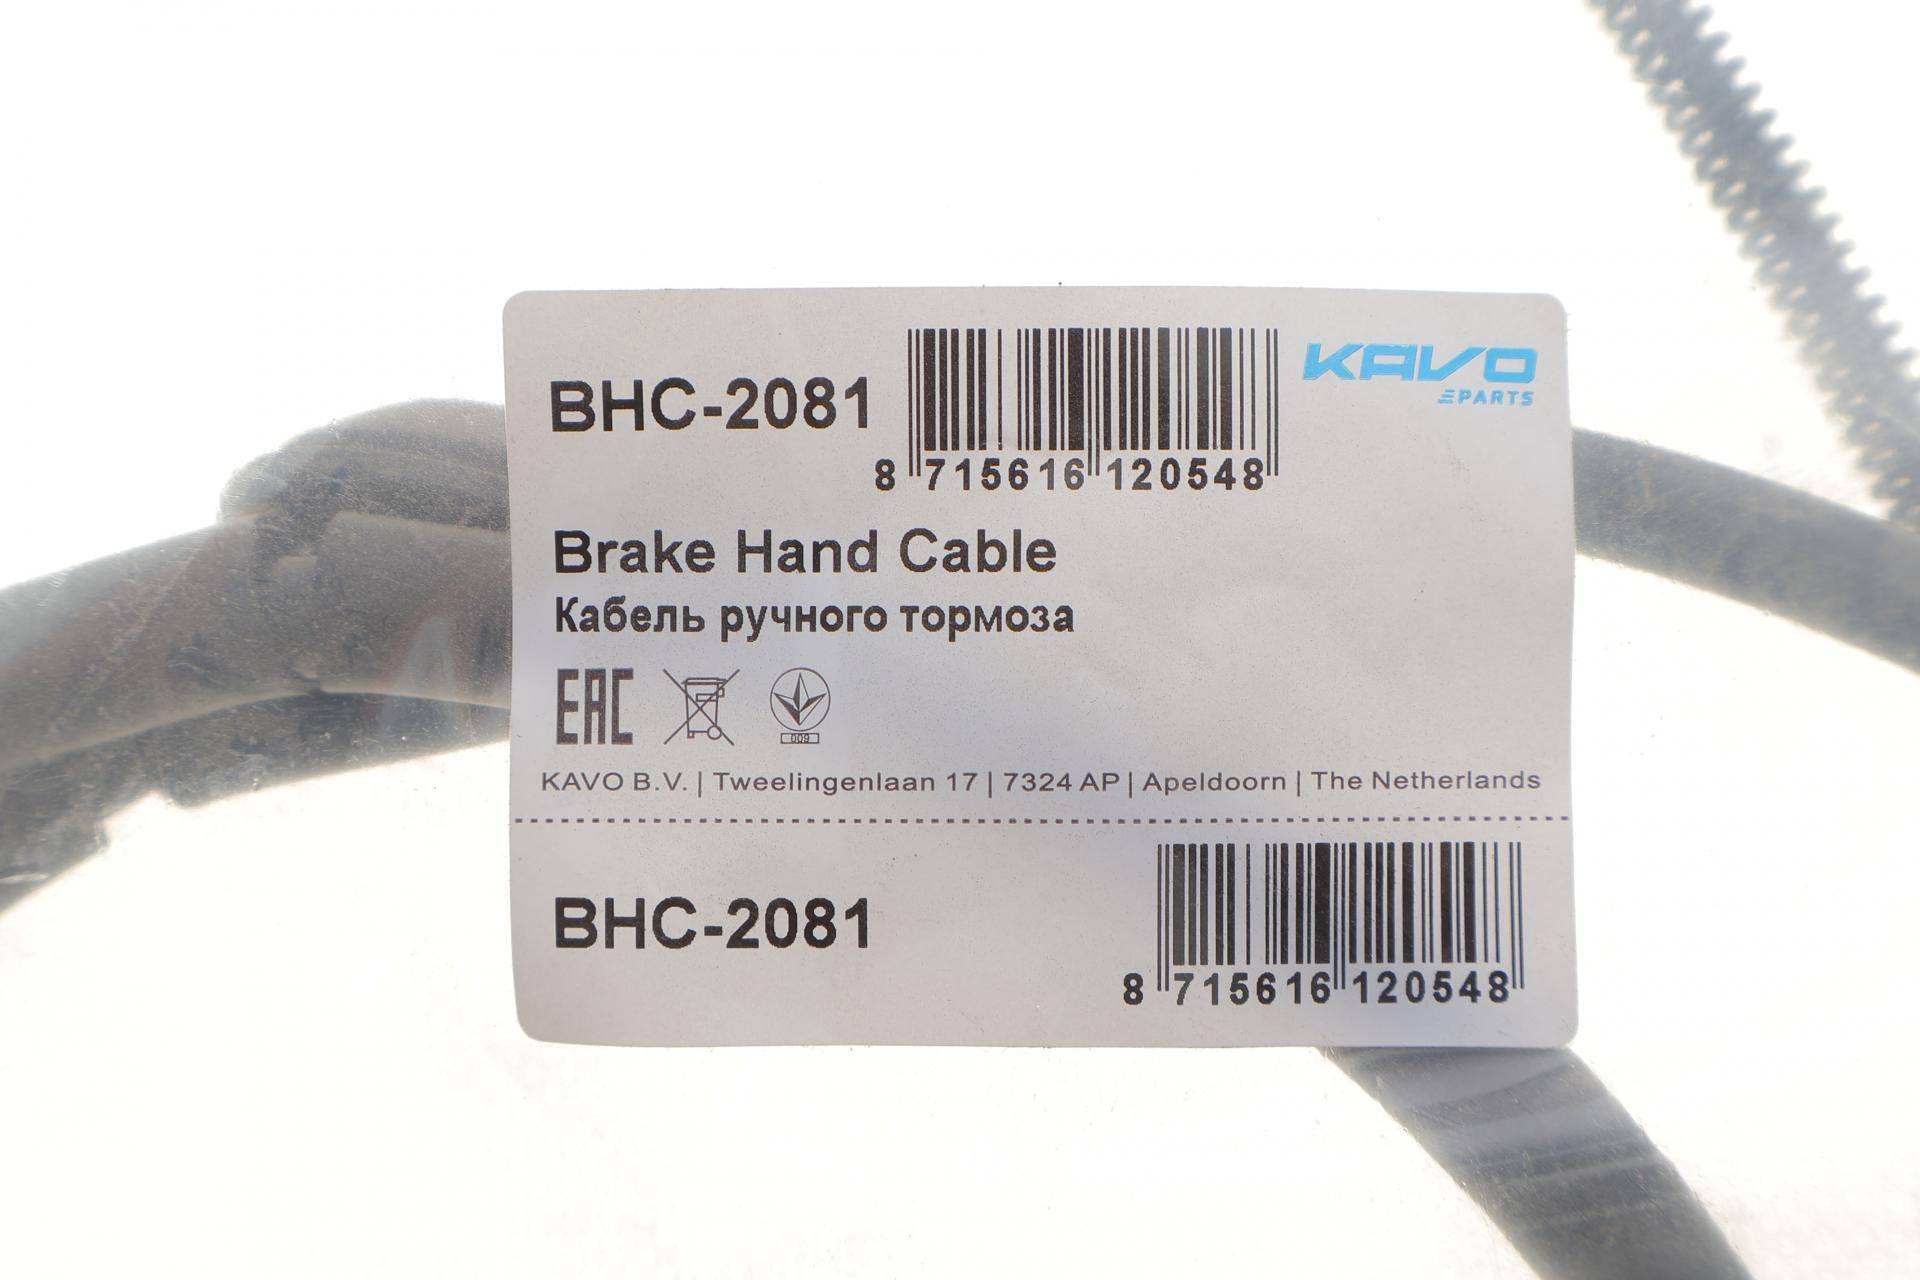 BHC-2081
8 715616 120548
KAVO
PARTS
Brake Hand Cable
Кабель ручного тормоза
EAC
009
KAVO B.V. | Tweelingenlaan 17 | 7324 AP | Apeldoorn | The Netherlands
BHC-2081
8 715616 120548